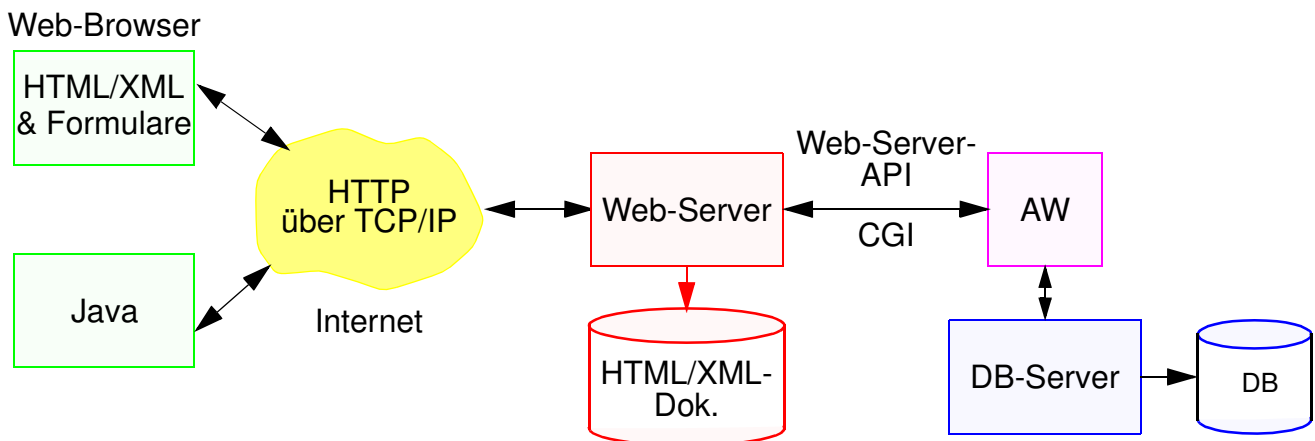 Web-Browser
HTML/XML
& Formulare
Java
HTTP
über TCP/IP
Internet
Web-Server
HTML/XML-
Dok.
Web-Server-
API
CGI
AW
DB-Server
DB